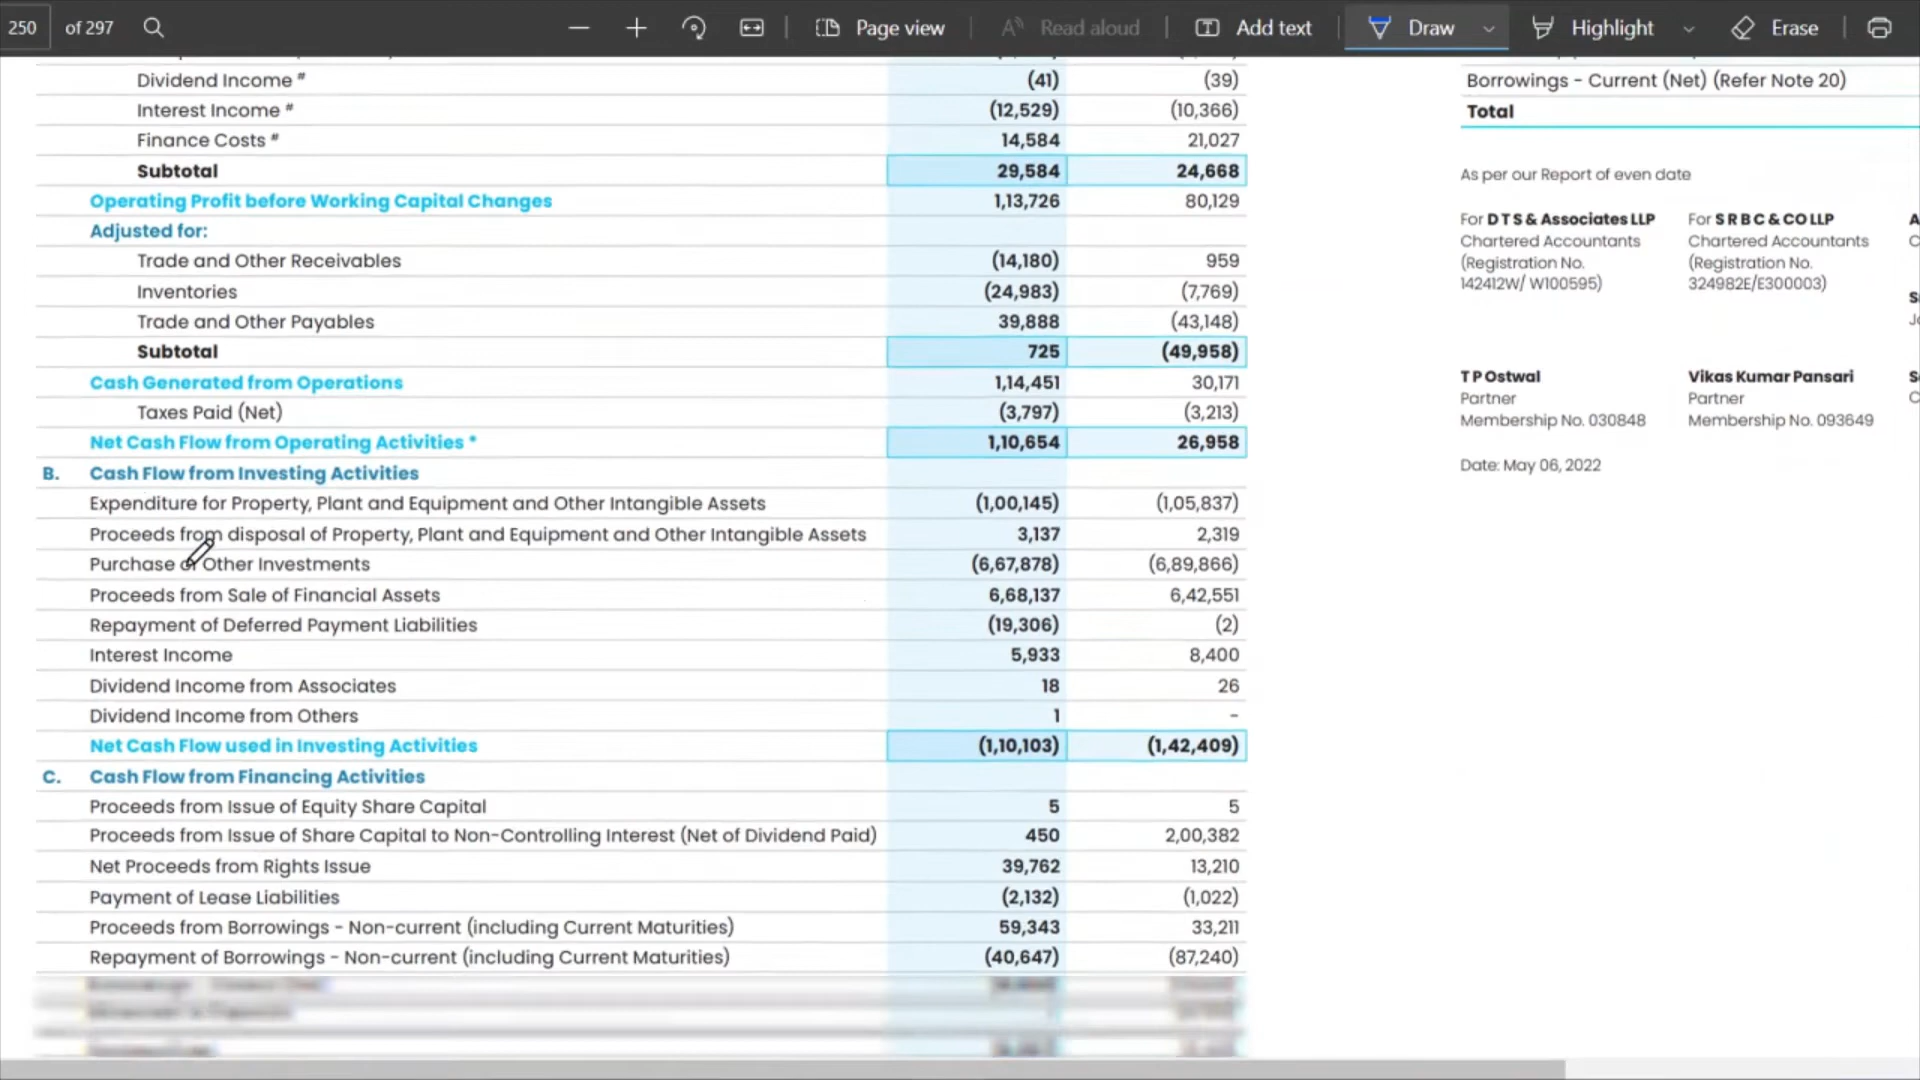 250 of 297 Page view Read aloud Add text Draw Highlight Erase
Dividend Income # (41) (39)
Interest Income # (12,529) (10,366)
Finance Costs # 14,584 21,027
Subtotal 29,584 24,668
Operating Profit before Working Capital Changes 1,13,726 80,129
Adjusted for:
Trade and Other Receivables (14,180) 959
Inventories (24,983) (7,769)
Trade and Other Payables 39,888 (43,148)
Subtotal 725 (49,958)
Cash Generated from Operations 1,14,451 30,171
Taxes Paid (Net) (3,797) (3,213)
Net Cash Flow from Operating Activities * 1,10,654 26,958
B. Cash Flow from Investing Activities
Expenditure for Property, Plant and Equipment and Other Intangible Assets (1,00,145) (1,05,837)
Proceeds from disposal of Property, Plant and Equipment and Other Intangible Assets 3,137 2,319
Purchase of Other Investments (6,67,878) (6,89,866)
Proceeds from Sale of Financial Assets 6,68,137 6,42,551
Repayment of Deferred Payment Liabilities (19,306) (2)
Interest Income 5,933 8,400
Dividend Income from Associates 18 26
Dividend Income from Others 1 -
Net Cash Flow used in Investing Activities (1,10,103) (1,42,409)
C. Cash Flow from Financing Activities
Proceeds from Issue of Equity Share Capital 5 5
Proceeds from Issue of Share Capital to Non-Controlling Interest (Net of Dividend Paid) 450 2,00,382
Net Proceeds from Rights Issue 39,762 13,210
Payment of Lease Liabilities (2,132) (1,022)
Proceeds from Borrowings - Non-current (including Current Maturities) 59,343 33,211
Repayment of Borrowings - Non-current (including Current Maturities) (40,647) (87,240)
Borrowings - Current (Net) (Refer Note 20)
Total
As per our Report of even date
For D T S & Associates LLP For S R B C & CO LLP
Chartered Accountants Chartered Accountants
(Registration No. (Registration No.
142412W/ W100595) 324982E/E300003)
T P Ostwal Vikas Kumar Pansari
Partner Partner
Membership No. 030848 Membership No. 093649
Date: May 06, 2022